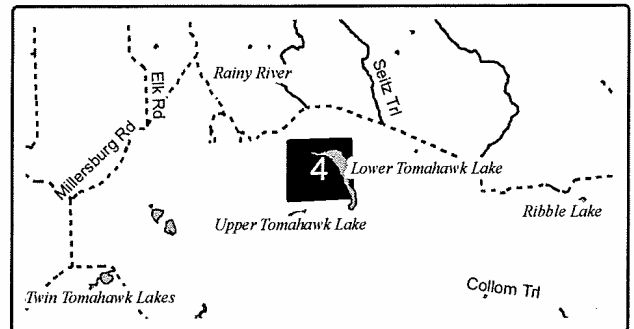 Rainy River
Elk Rd
Seitz Trl
Millersburg Rd
4
Lower Tomahawk Lake
Upper Tomahawk Lake
Ribble Lake
Twin Tomahawk Lakes
Collom Trl